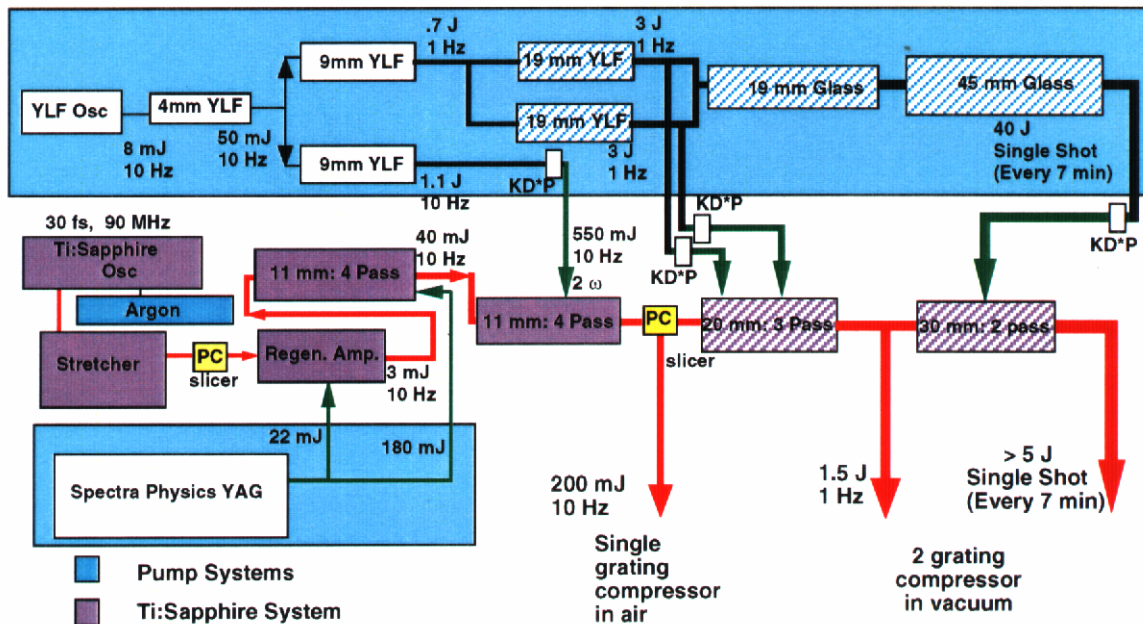 .7 J
1 Hz
3 J
1 Hz
9mm YLF
19 mm YLF
YLF Osc
4mm YLF
19 mm Glass
45 mm Glass
8 mJ
10 Hz
50 mJ
10 Hz
19 mm YLF
9mm YLF
1.1 J
10 Hz
KD*P
3 J
1 Hz
40 J
Single Shot
(Every 7 min)
KD*P
KD*P
KD*P
30 fs, 90 MHz
Ti:Sapphire
Osc
Argon
40 mJ
10 Hz
11 mm: 4 Pass
550 mJ
10 Hz
2 ω
11 mm: 4 Pass
PC
slicer
20 mm: 3 Pass
30 mm: 2 pass
Stretcher
PC
slicer
Regen. Amp.
3 mJ
10 Hz
22 mJ
180 mJ
Spectra Physics YAG
200 mJ
10 Hz
1.5 J
1 Hz
> 5 J
Single Shot
(Every 7 min)
Single
grating
compressor
in air
2 grating
compressor
in vacuum
Pump Systems
Ti:Sapphire System